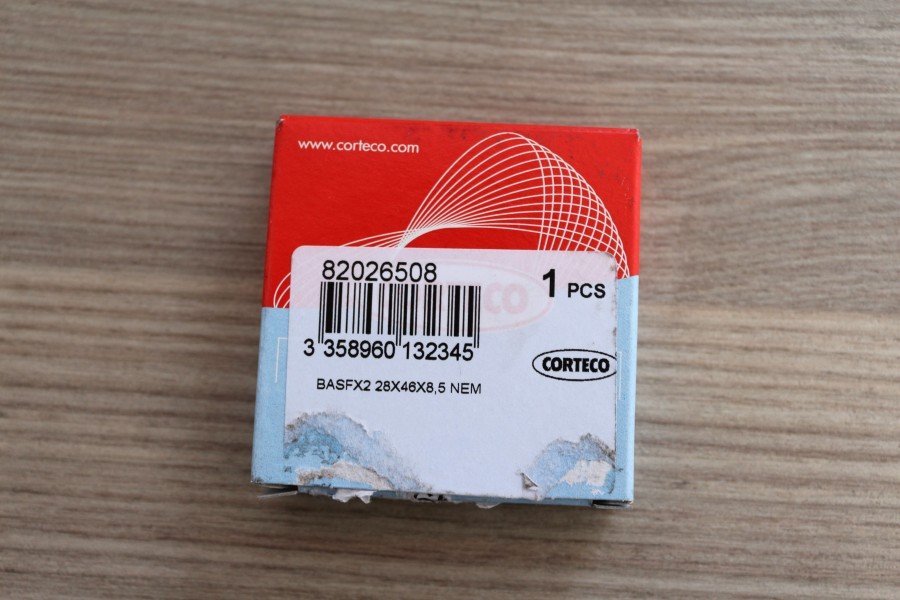 www.corteco.com
82026508
1 PCS
3 358960 132345
CORTECO
BASFX2 28X46X8,5 NEM